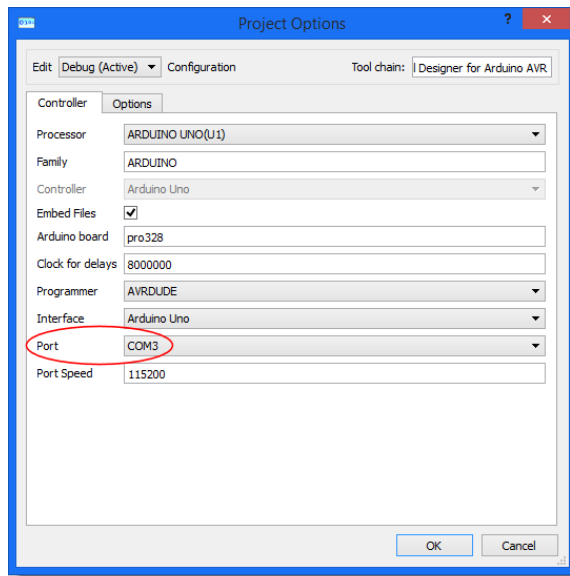 Project Options
Edit Debug (Active) Configuration Tool chain: l Designer for Arduino AVR
Controller Options
Processor ARDUINO UNO(U1)
Family ARDUINO
Controller Arduino Uno
Embed Files
Arduino board pro328
Clock for delays 8000000
Programmer AVRDUDE
Interface Arduino Uno
Port COM3
Port Speed 115200
OK Cancel